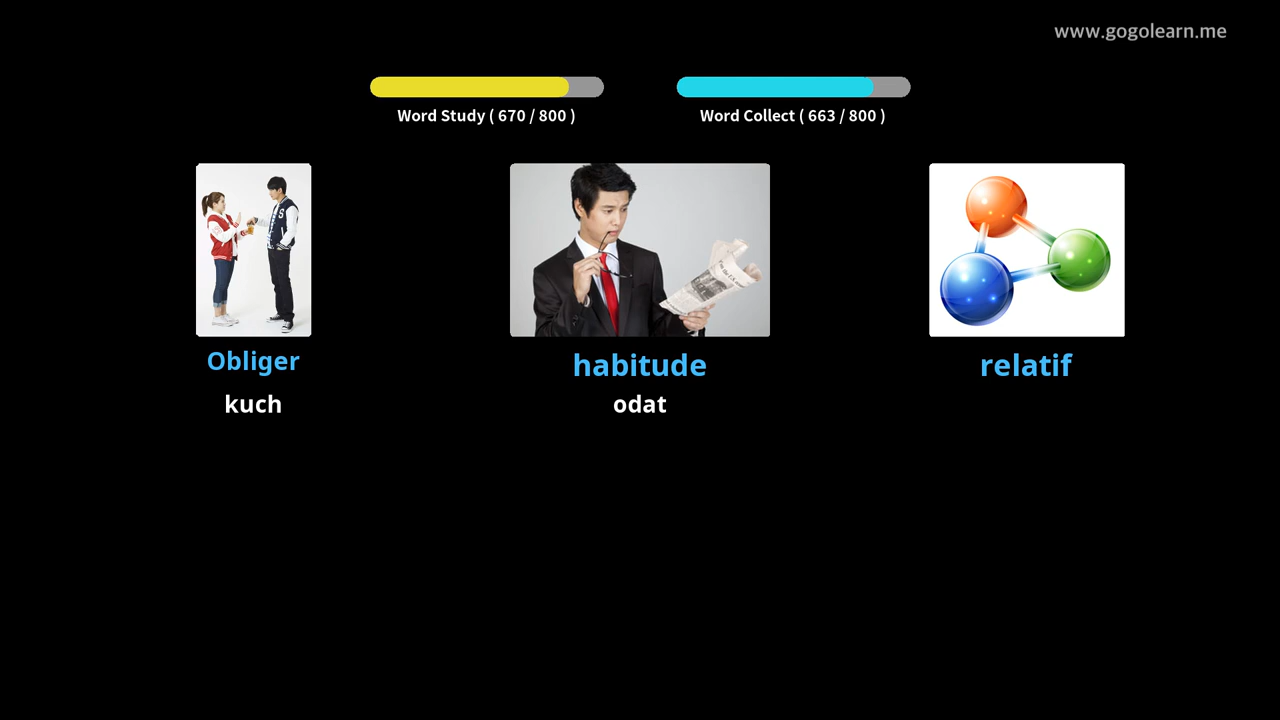 www.gogolearn.me
Word Study ( 670 / 800 )
Word Collect ( 663 / 800 )
Obliger
habitude
relatif
kuch
odat